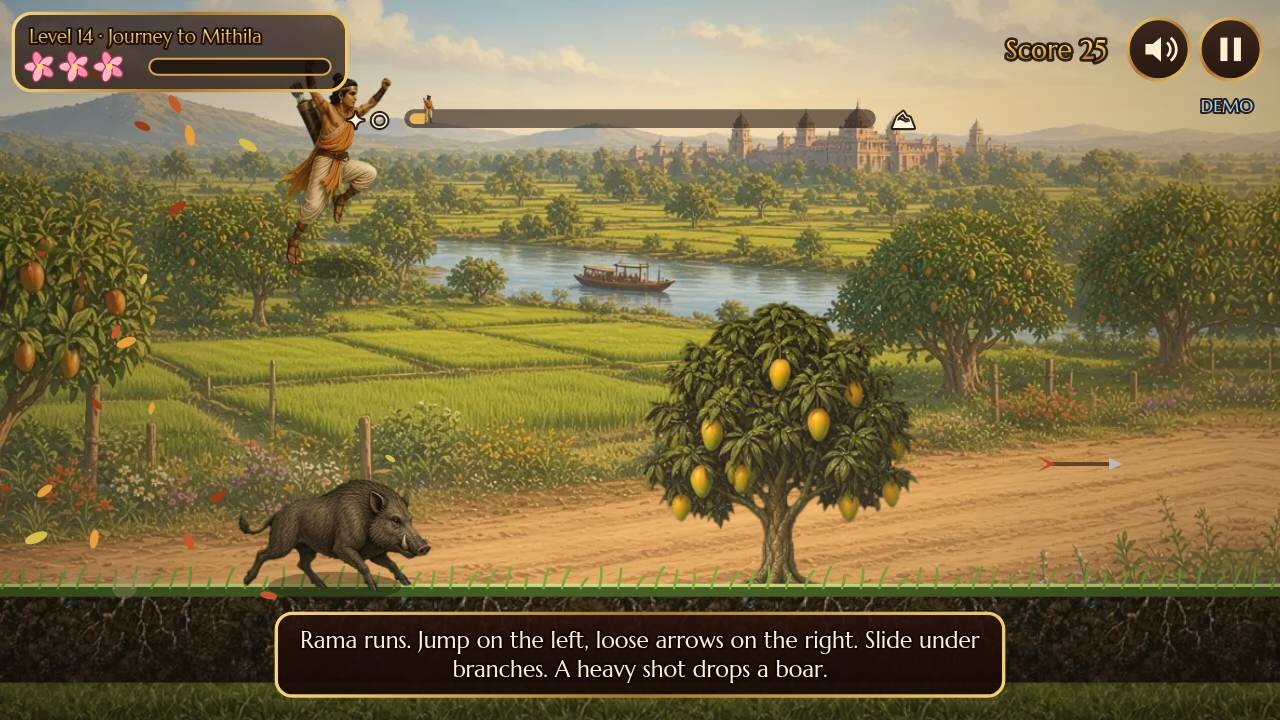 Level 14 · Journey to Mithila
Score 25
DEMO
Rama runs. Jump on the left, loose arrows on the right. Slide under
branches. A heavy shot drops a boar.